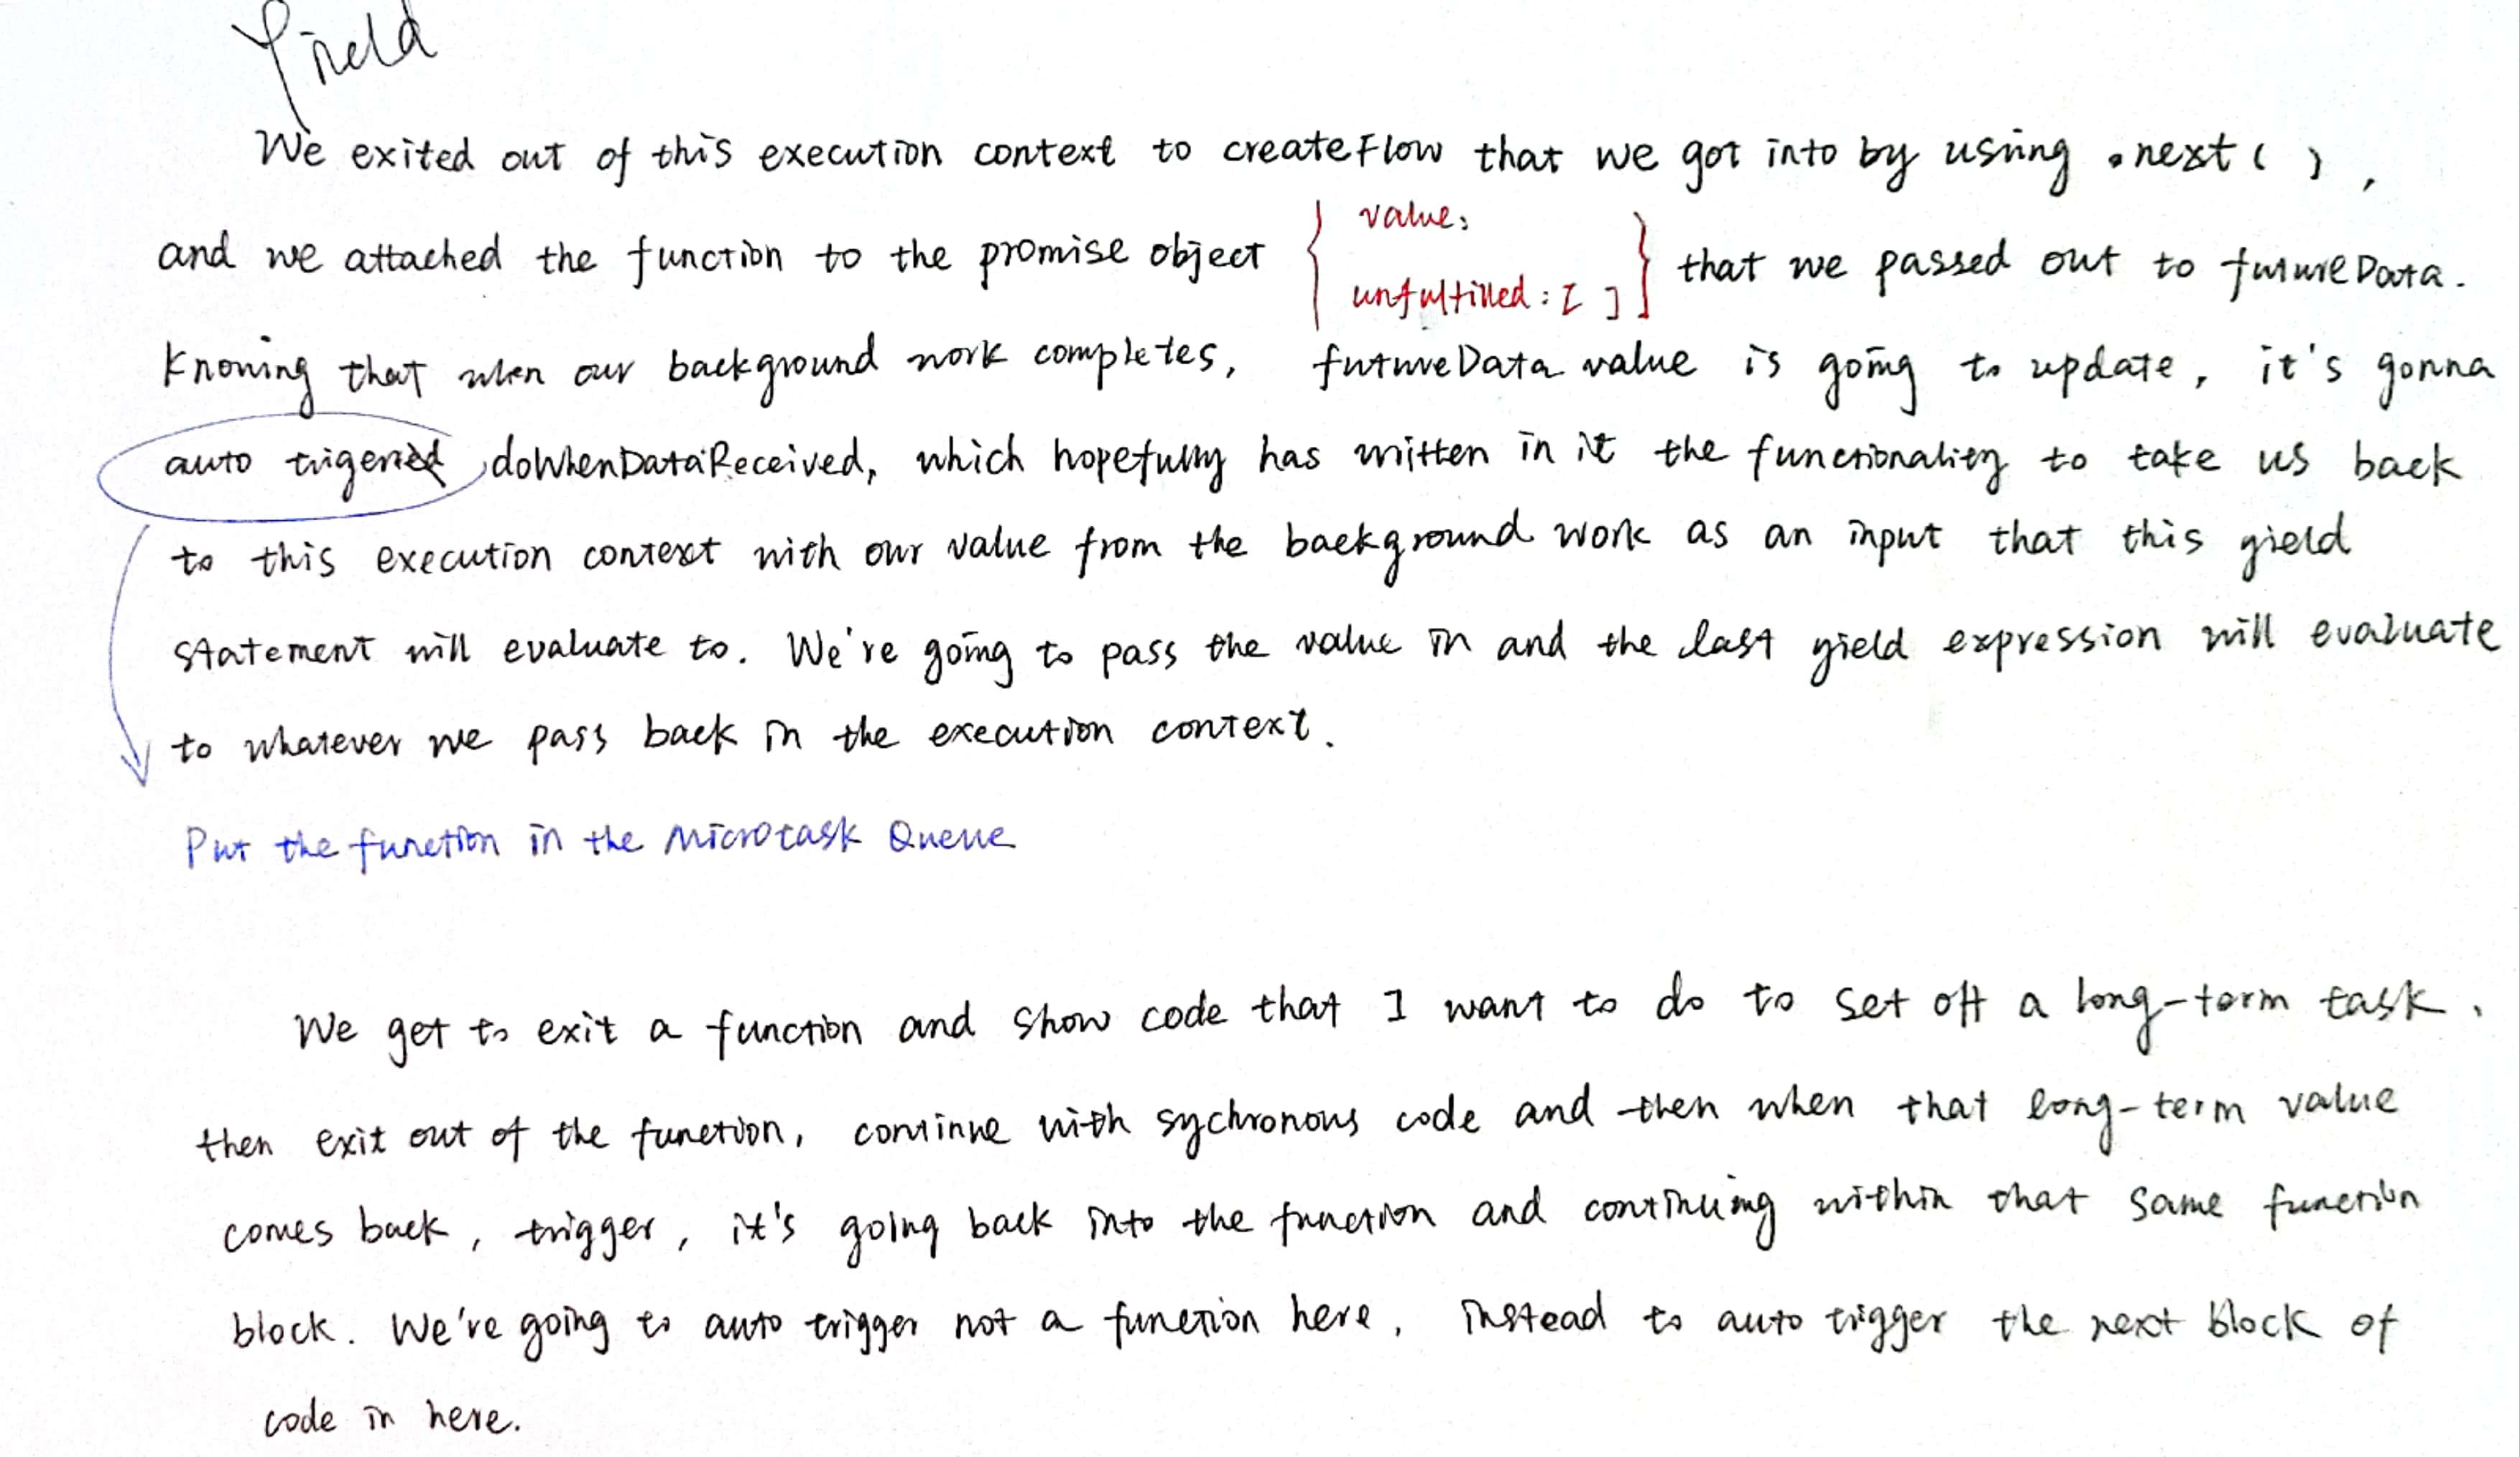 Yield
We exited out of this execution context to createFlow that we got into by using .next( ),
and we attached the function to the promise object { value: unfulfilled: [ ] } that we passed out to futureData.
Knowing that when our background work completes, futureData value is going to update, it's gonna
auto trigered doWhenDataReceived, which hopefully has written in it the functionality to take us back
to this execution context with our value from the background work as an input that this yield
statement will evaluate to. We're going to pass the value in and the last yield expression will evaluate
to whatever we pass back in the execution context.
Put the function in the Microtask Queue
We get to exit a function and show code that I want to do to set off a long-term task.
then exit out of the function, continue with sychronous code and then when that long-term value
comes back, trigger, it's going back into the function and continuing within that same function
block. We're going to auto trigger not a function here, instead to auto trigger the next block of
code in here.